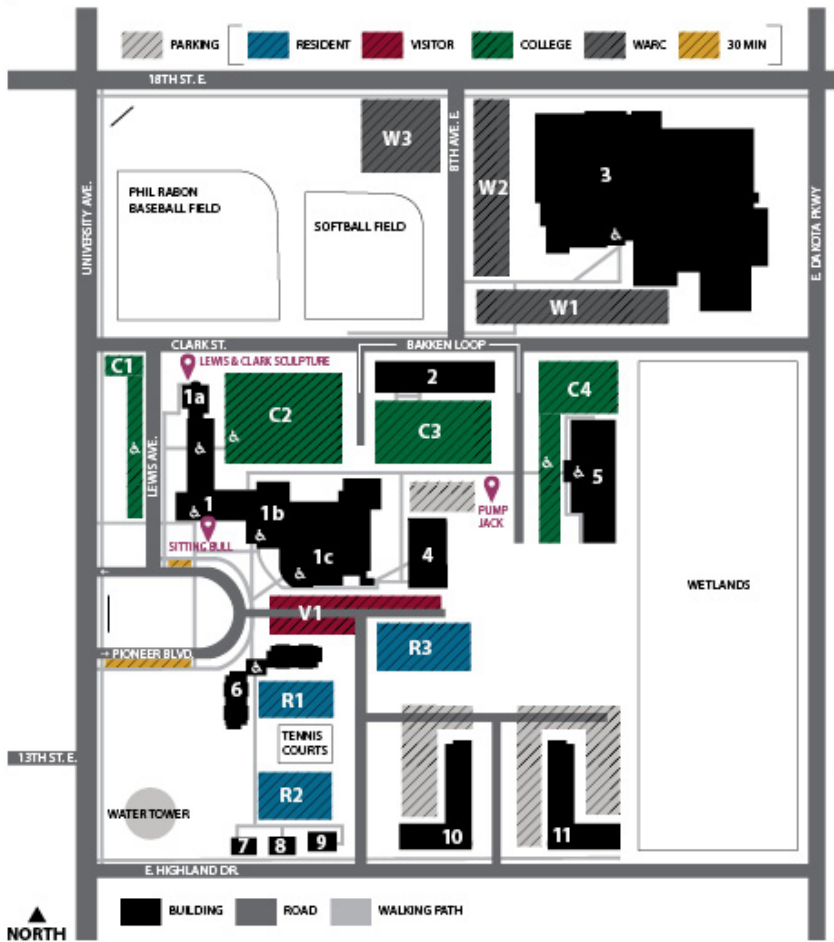 PARKING
RESIDENT
VISITOR
COLLEGE
WARC
30 MIN
18TH ST. E.
UNIVERSITY AVE.
8TH AVE. E.
E. DAKOTA PKWY
W3
W2
3
PHIL RABON
BASEBALL FIELD
SOFTBALL FIELD
W1
CLARK ST.
BAKKEN LOOP
C1
LEWIS & CLARK SCULPTURE
1a
2
C2
C3
C4
LEWIS AVE.
1
1b
5
PUMP
JACK
SITTING BULL
1c
4
WETLANDS
←
V1
→ PIONEER BLVD.
R3
6
R1
TENNIS
COURTS
13TH ST. E.
R2
WATER TOWER
7
8
9
10
11
E. HIGHLAND DR.
BUILDING
ROAD
WALKING PATH
NORTH